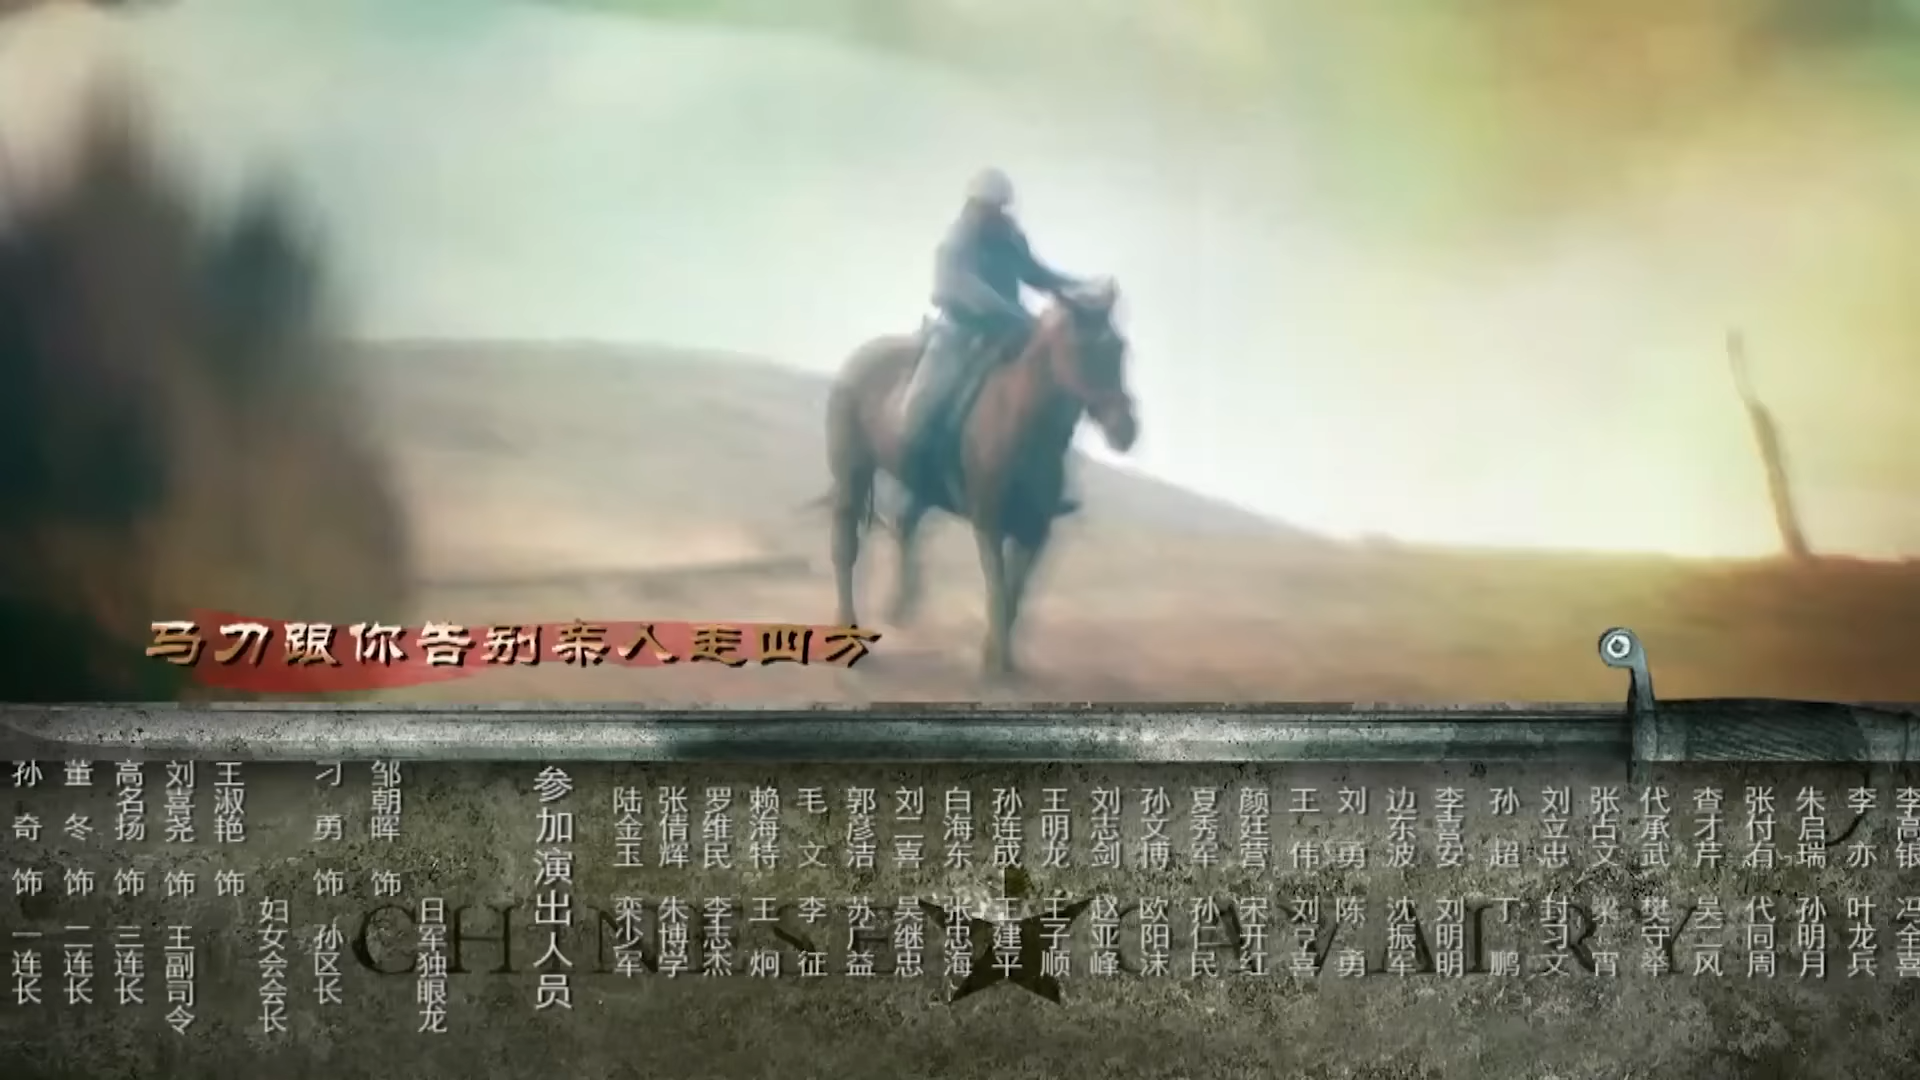 马刀跟你告别亲人走四方
孙奇 饰 一连长
董冬 饰 二连长
高名扬 饰 三连长
刘喜尧 饰 王副司令
王淑艳 饰 妇女会会长
刁勇 饰 孙区长
邹朝晖 饰 日军独眼龙
参加演出人员
陆金玉 栾少军
张倩辉 朱博学
罗维民 李志杰
赖海特 王炯
毛文 李征
郭彦洁 苏广益
刘二喜 吴继忠
白海东 张忠海
孙连成 王建平
王明龙 王子顺
刘志剑 赵亚峰
孙文博 欧阳沫
夏秀军 孙仁民
颜廷营 宋开红
王伟 刘亨喜
刘勇 陈勇
边东波 沈振军
李喜安 刘明明
孙超 丁鹏
刘立忠 封习文
张占文 梁宵
代承武 樊守举
查才芹 吴二风
张付有 代同周
朱启瑞 孙明月
李亦 叶龙兵
李高银 冯全喜
CHINESE CAVALRY